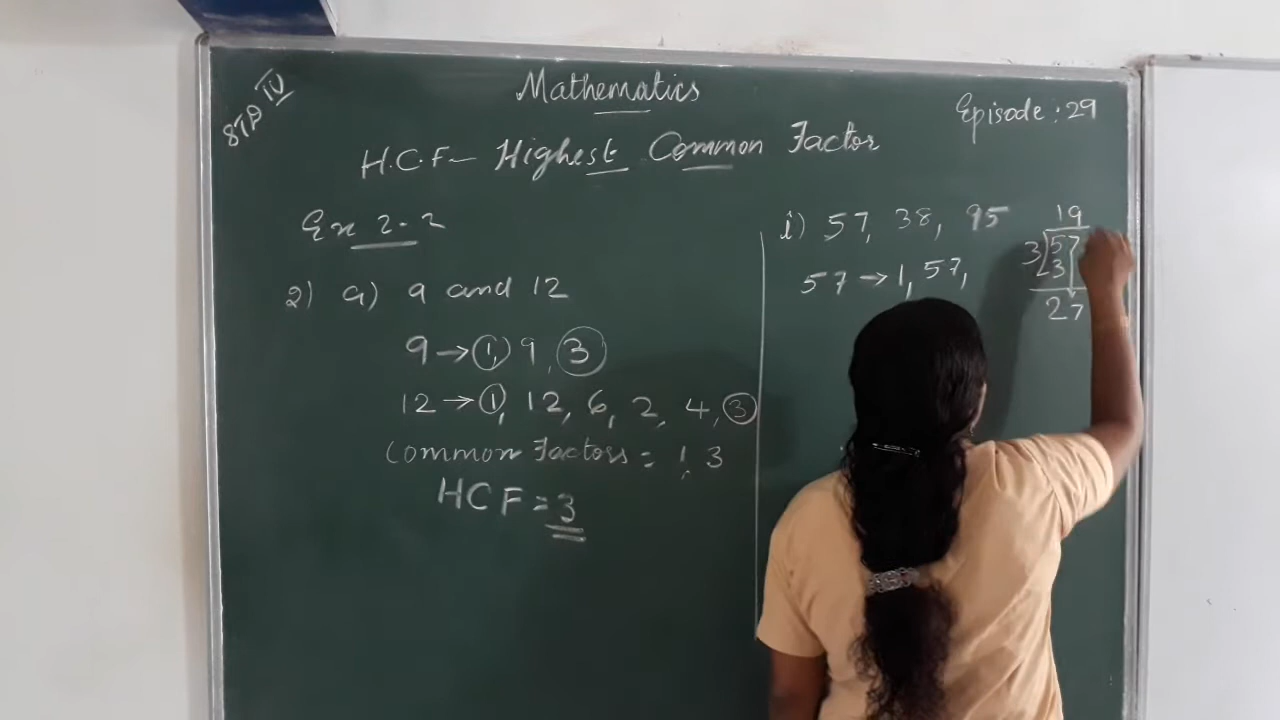 STD IV
Mathematics
Episode : 29
H.C.F - Highest Common Factor
Ex 2.2
2) a) 9 and 12
9 → 1, 9, 3
12 → 1, 12, 6, 2, 4, 3
Common Factors = 1, 3
HCF = 3
i) 57, 38, 95
57 → 1, 57,
19
3 57
3
27